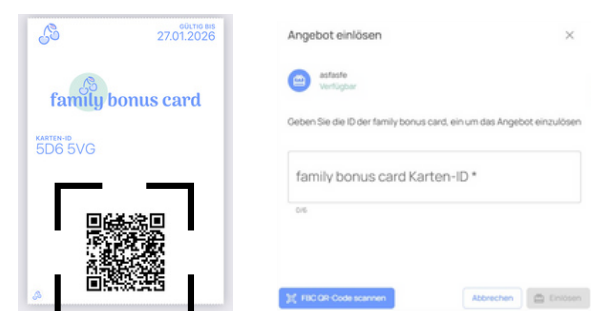 GÜLTIG BIS
27.01.2026
family bonus card
KARTEN-ID
5D6 5VG
Angebot einlösen
asfasfe
Verfügbar
Geben Sie die ID der family bonus card, ein um das Angebot einzulösen
family bonus card Karten-ID *
0/6
FBC QR-Code scannen
Abbrechen
Einlösen